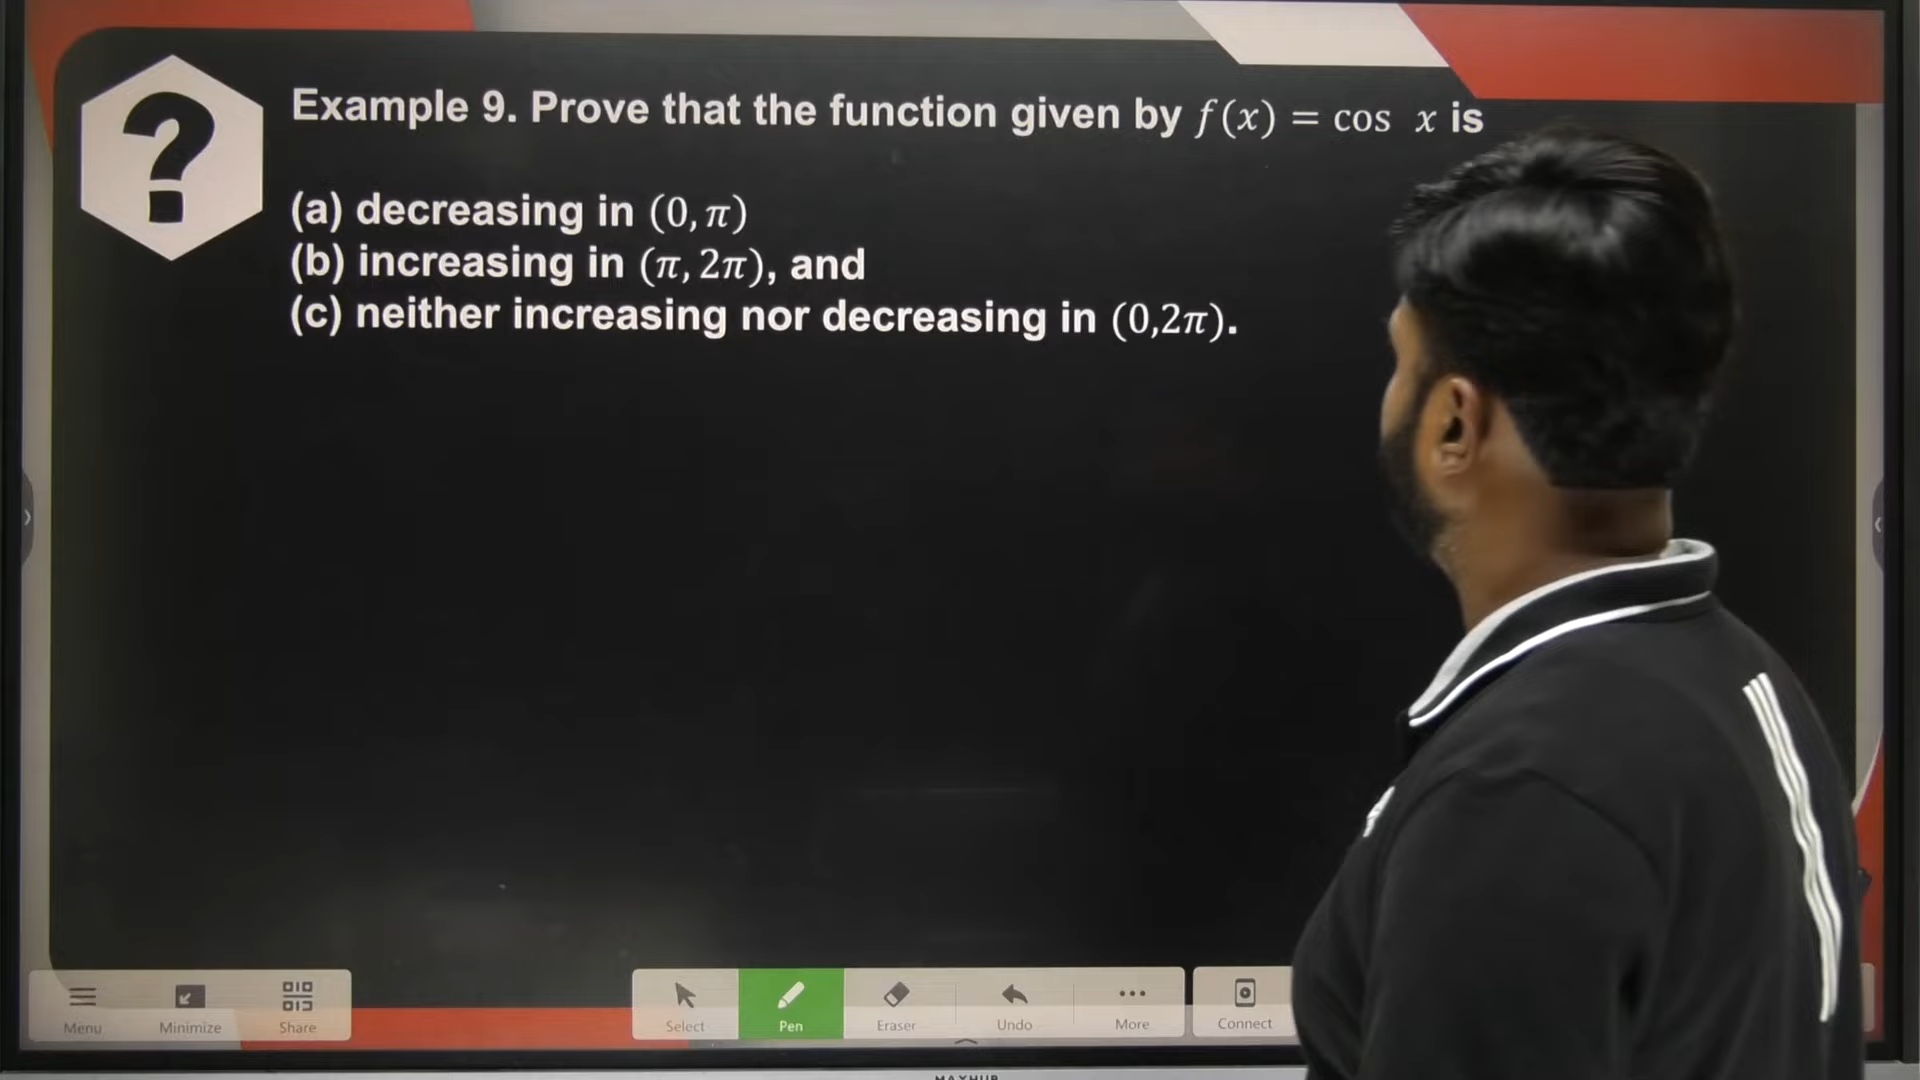 ?
Example 9. Prove that the function given by f(x) = cos x is
(a) decreasing in (0, π)
(b) increasing in (π, 2π), and
(c) neither increasing nor decreasing in (0,2π).
Menu
Minimize
Share
Select
Pen
Eraser
Undo
More
Connect
MAXHUB